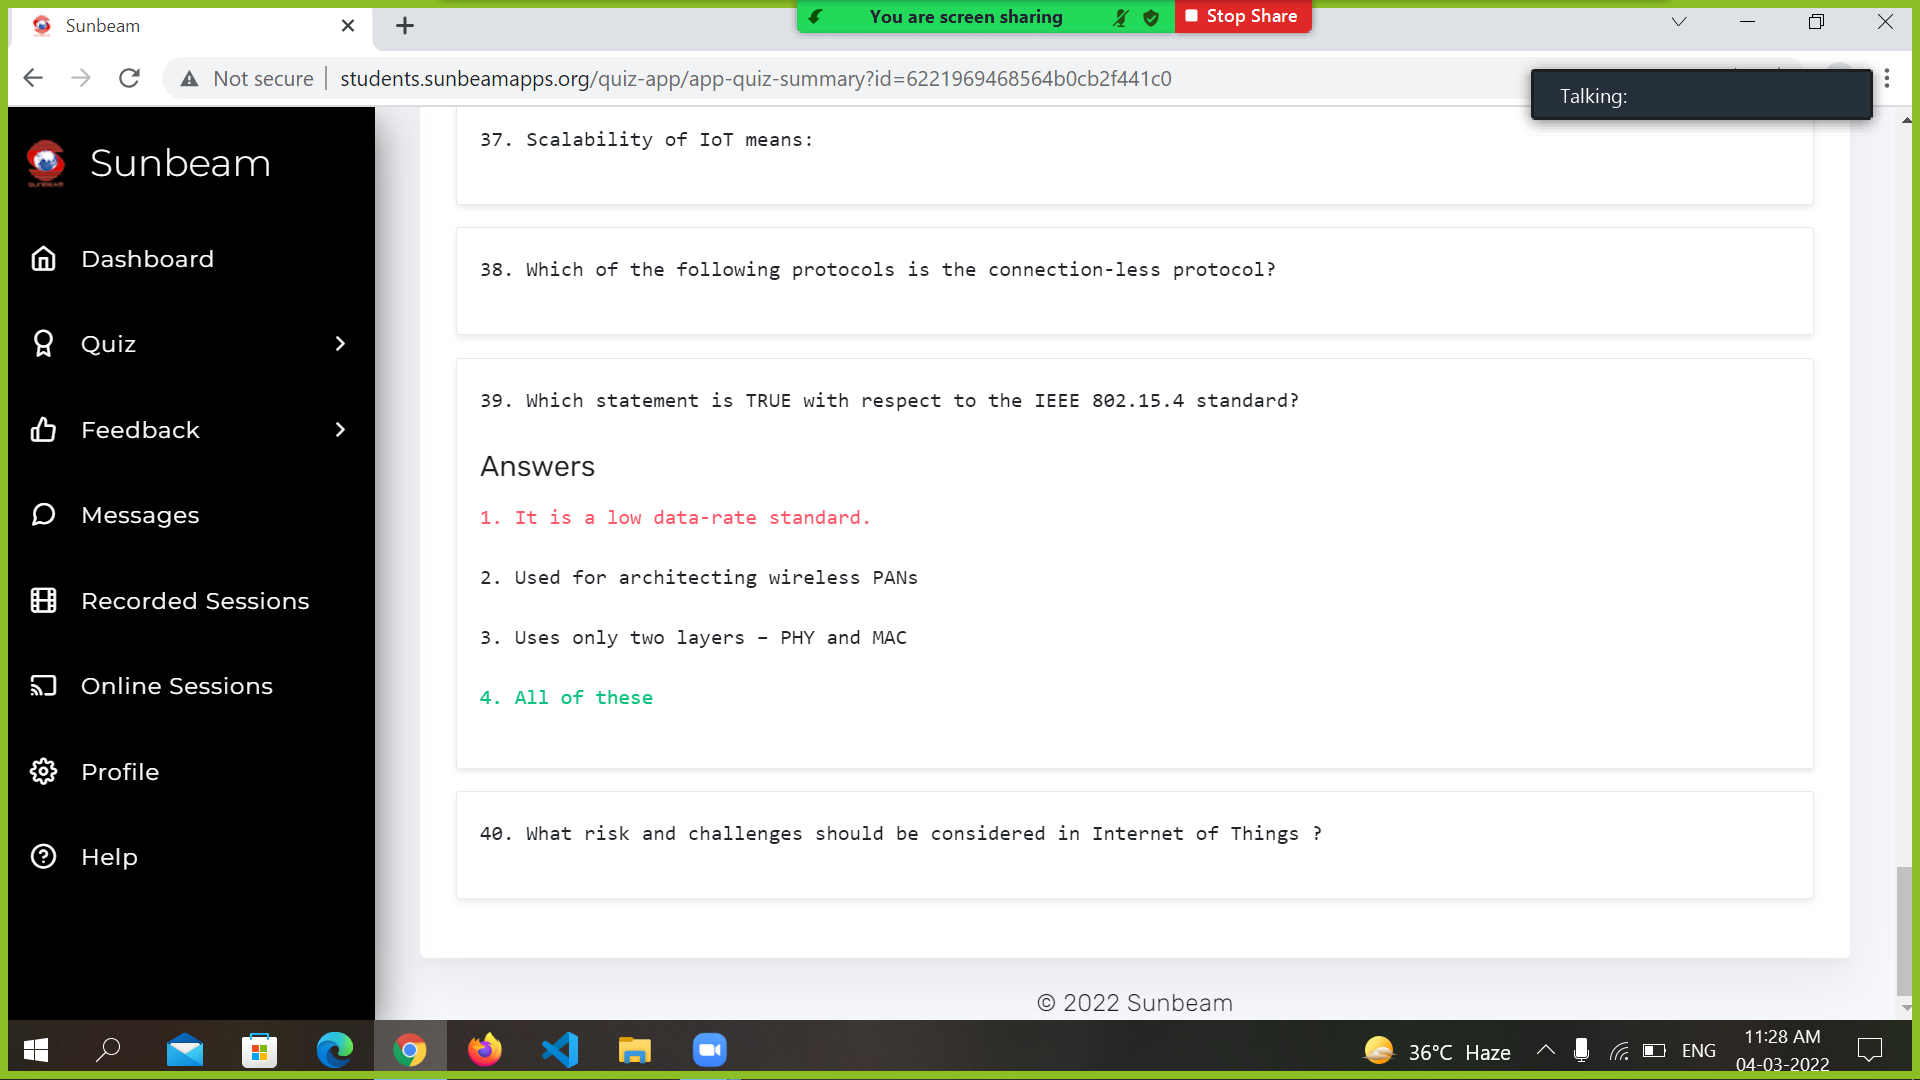 Sunbeam
You are screen sharing
Stop Share
Not secure
students.sunbeamapps.org/quiz-app/app-quiz-summary?id=6221969468564b0cb2f441c0
Talking:
Sunbeam
SUNBEAM
Dashboard
Quiz
Feedback
Messages
Recorded Sessions
Online Sessions
Profile
Help
37. Scalability of IoT means:
38. Which of the following protocols is the connection-less protocol?
39. Which statement is TRUE with respect to the IEEE 802.15.4 standard?
Answers
1. It is a low data-rate standard.
2. Used for architecting wireless PANs
3. Uses only two layers – PHY and MAC
4. All of these
40. What risk and challenges should be considered in Internet of Things ?
© 2022 Sunbeam
36°C Haze
ENG
11:28 AM
04-03-2022